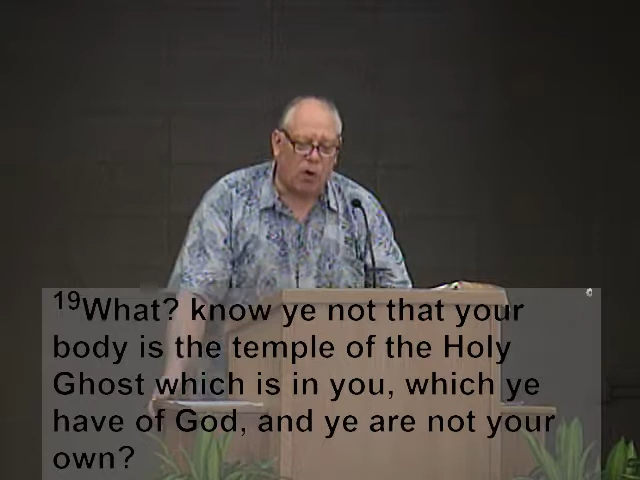 19What? know ye not that your
body is the temple of the Holy
Ghost which is in you, which ye
have of God, and ye are not your
own?